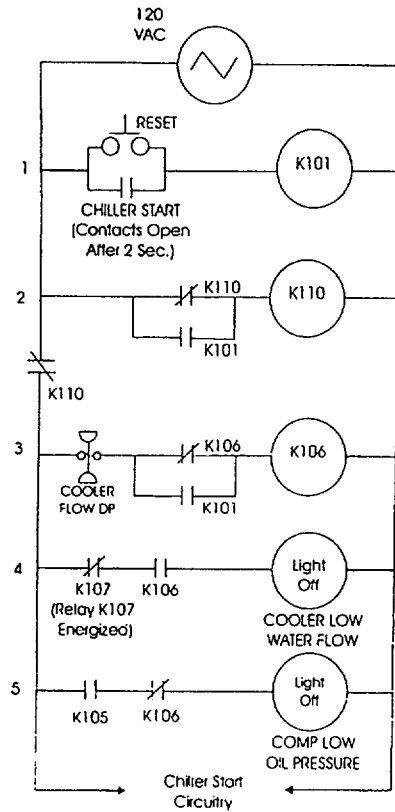 120
VAC
RESET
1
K101
CHILLER START
(Contacts Open
After 2 Sec.)
2
K110
K110
K101
K110
3
K106
K106
COOLER
FLOW DP
K101
4
Light
Off
K107
K106
(Relay K107
Energized)
COOLER LOW
WATER FLOW
5
Light
Off
K105
K106
COMP LOW
OIL PRESSURE
Chiller Start
Circuitry